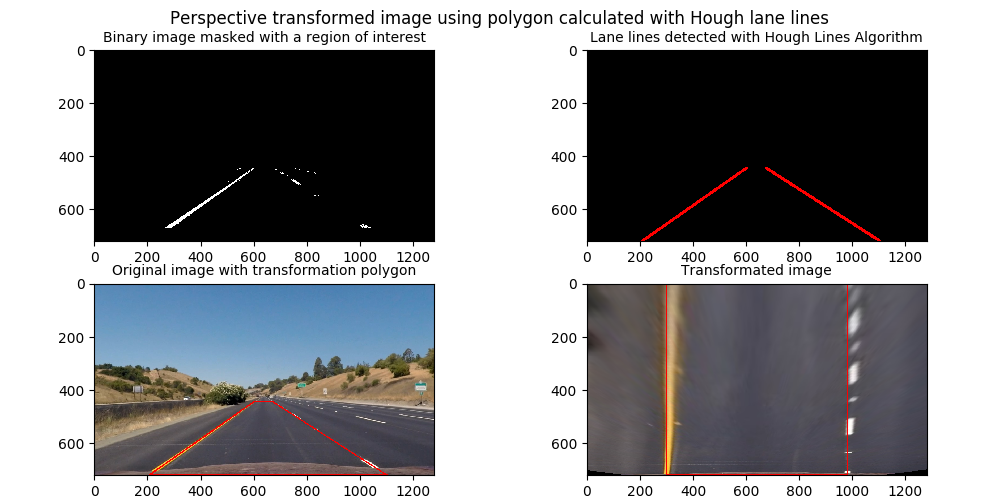 Perspective transformed image using polygon calculated with Hough lane lines
Binary image masked with a region of interest
Lane lines detected with Hough Lines Algorithm
0
200
400
600
0 200 400 600 800 1000 1200
0
200
400
600
0 200 400 600 800 1000 1200
Original image with transformation polygon
Transformated image
0
200
400
600
0 200 400 600 800 1000 1200
0
200
400
600
0 200 400 600 800 1000 1200